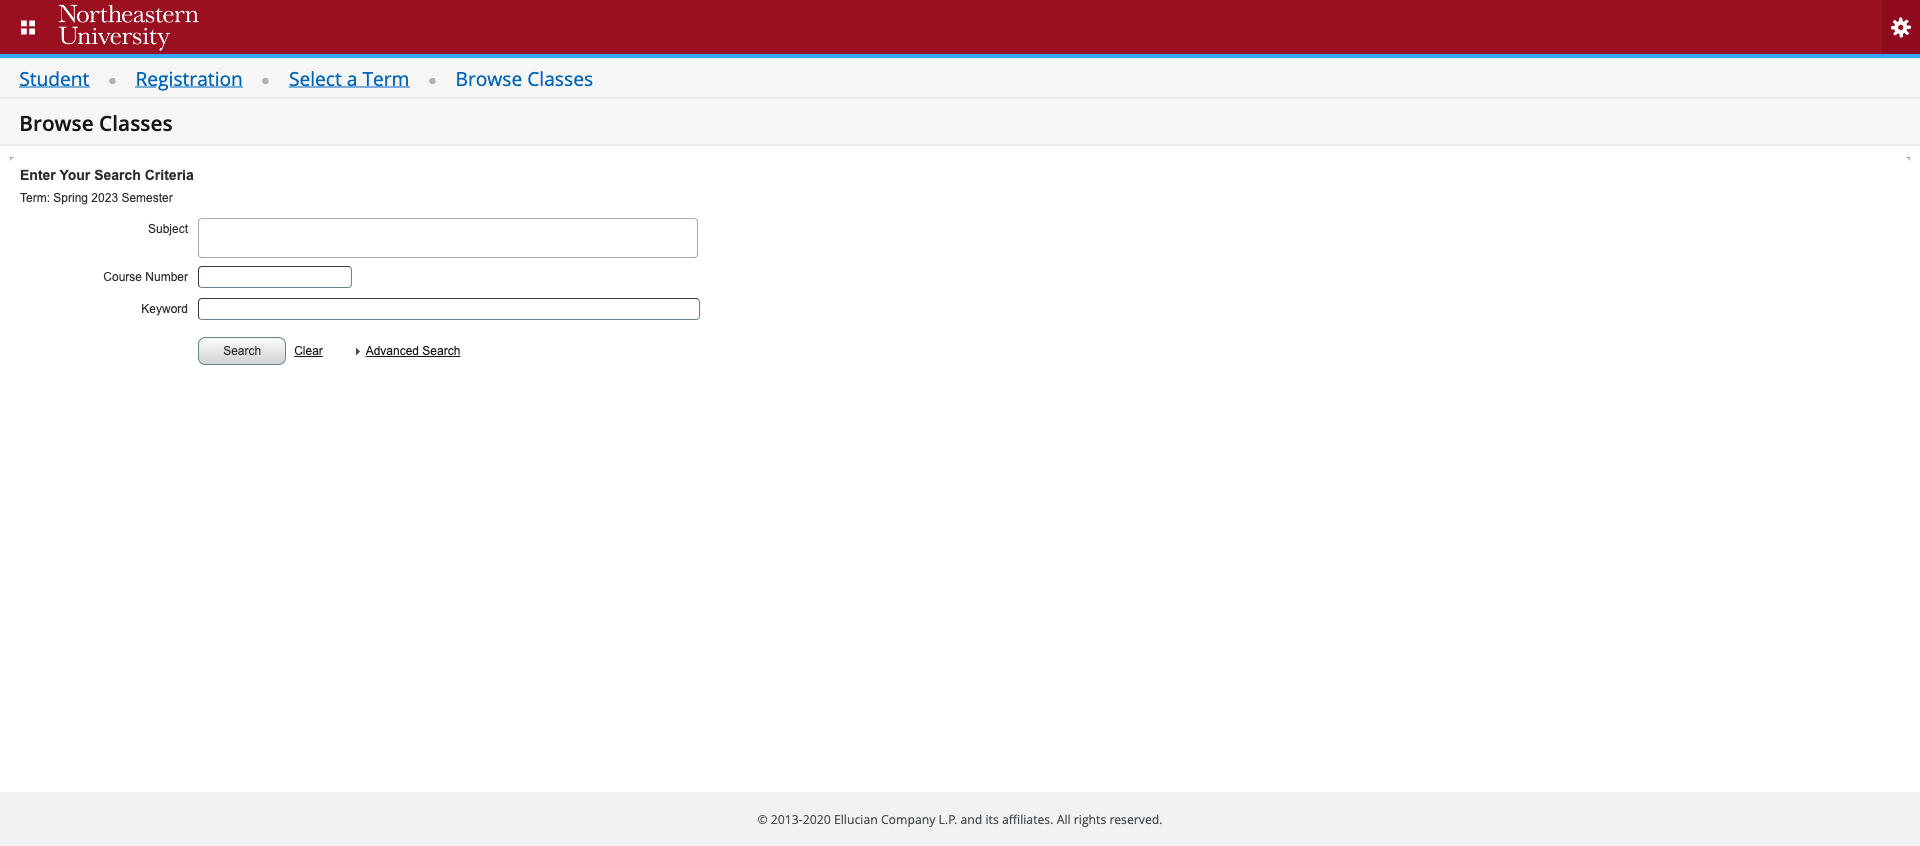 Northeastern
University
Student • Registration • Select a Term • Browse Classes
Browse Classes
Enter Your Search Criteria
Term: Spring 2023 Semester
Subject
Course Number
Keyword
Search Clear Advanced Search
© 2013-2020 Ellucian Company L.P. and its affiliates. All rights reserved.